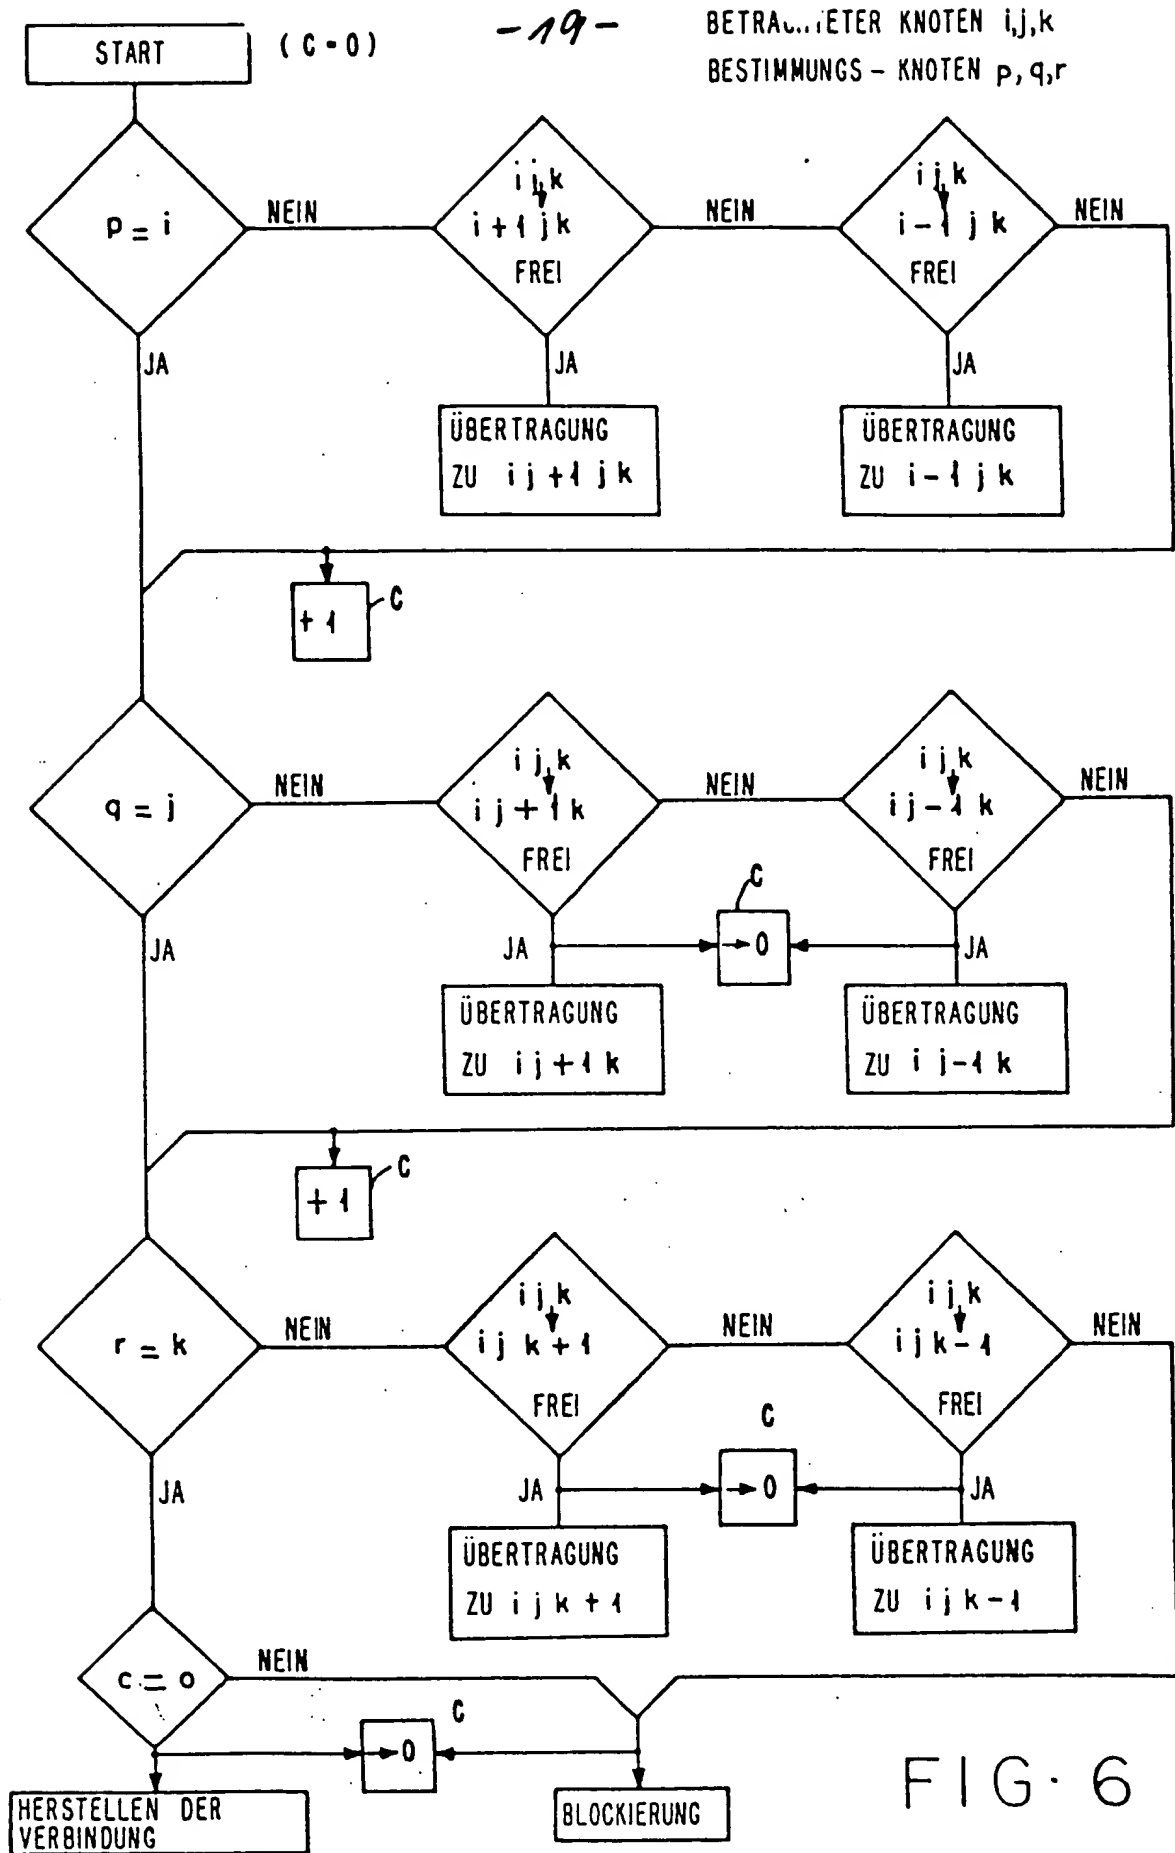 -19-
START (C=0)
BETRA...ETER KNOTEN i,j,k
BESTIMMUNGS - KNOTEN p,q,r
p = i
NEIN
i j k
i + 1 j k
FREI
NEIN
i j k
i - 1 j k
FREI
NEIN
JA
JA
JA
ÜBERTRAGUNG
ZU i j + 1 j k
ÜBERTRAGUNG
ZU i - 1 j k
+ 1
C
q = j
NEIN
i j k
i j + 1 k
FREI
NEIN
i j k
i j - 1 k
FREI
NEIN
JA
JA
C
→ 0
JA
ÜBERTRAGUNG
ZU i j + 1 k
ÜBERTRAGUNG
ZU i j - 1 k
+ 1
C
r = k
NEIN
i j k
i j k + 1
FREI
NEIN
i j k
i j k - 1
FREI
NEIN
JA
JA
C
→ 0
JA
ÜBERTRAGUNG
ZU i j k + 1
ÜBERTRAGUNG
ZU i j k - 1
c = 0
NEIN
C
→ 0
HERSTELLEN DER
VERBINDUNG
BLOCKIERUNG
FIG. 6